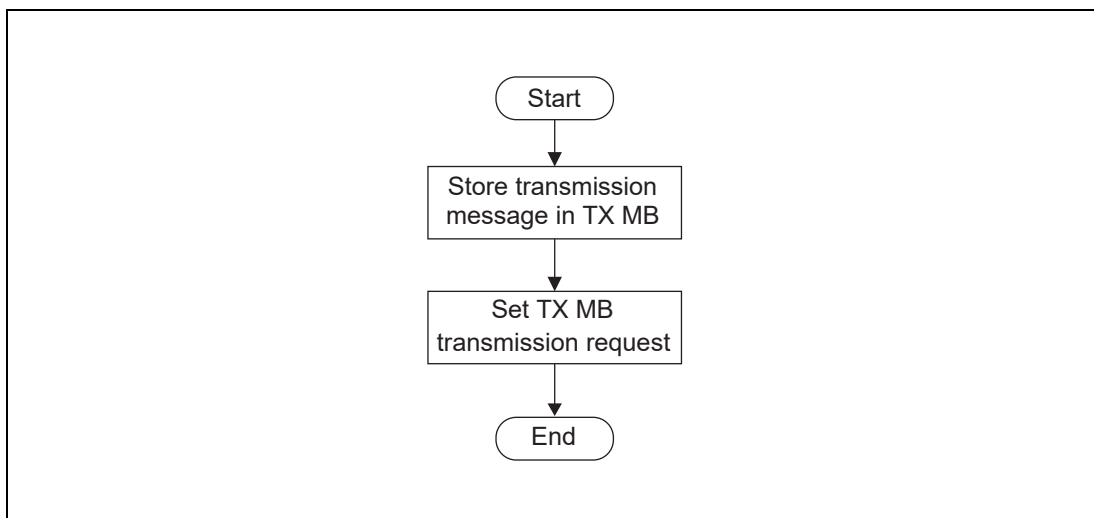 Start
Store transmission
message in TX MB
Set TX MB
transmission request
End